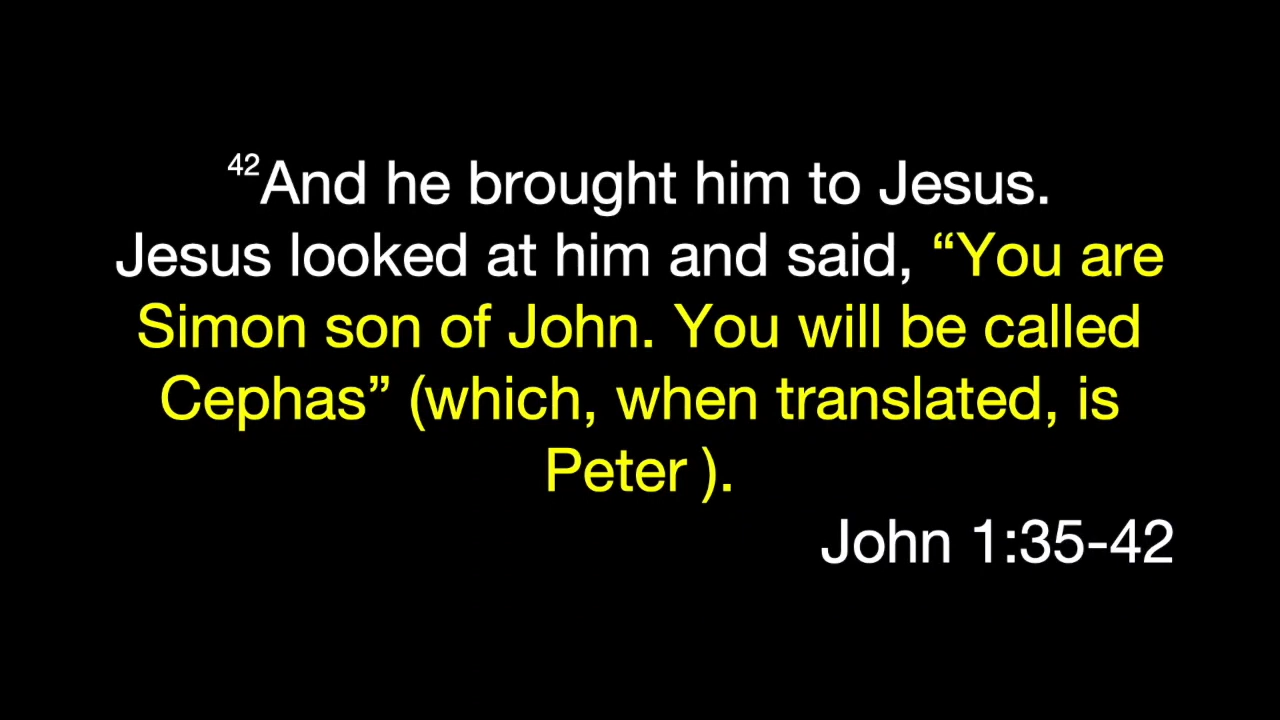 ⁴²And he brought him to Jesus.
Jesus looked at him and said, “You are
Simon son of John. You will be called
Cephas” (which, when translated, is
Peter ).
John 1:35-42